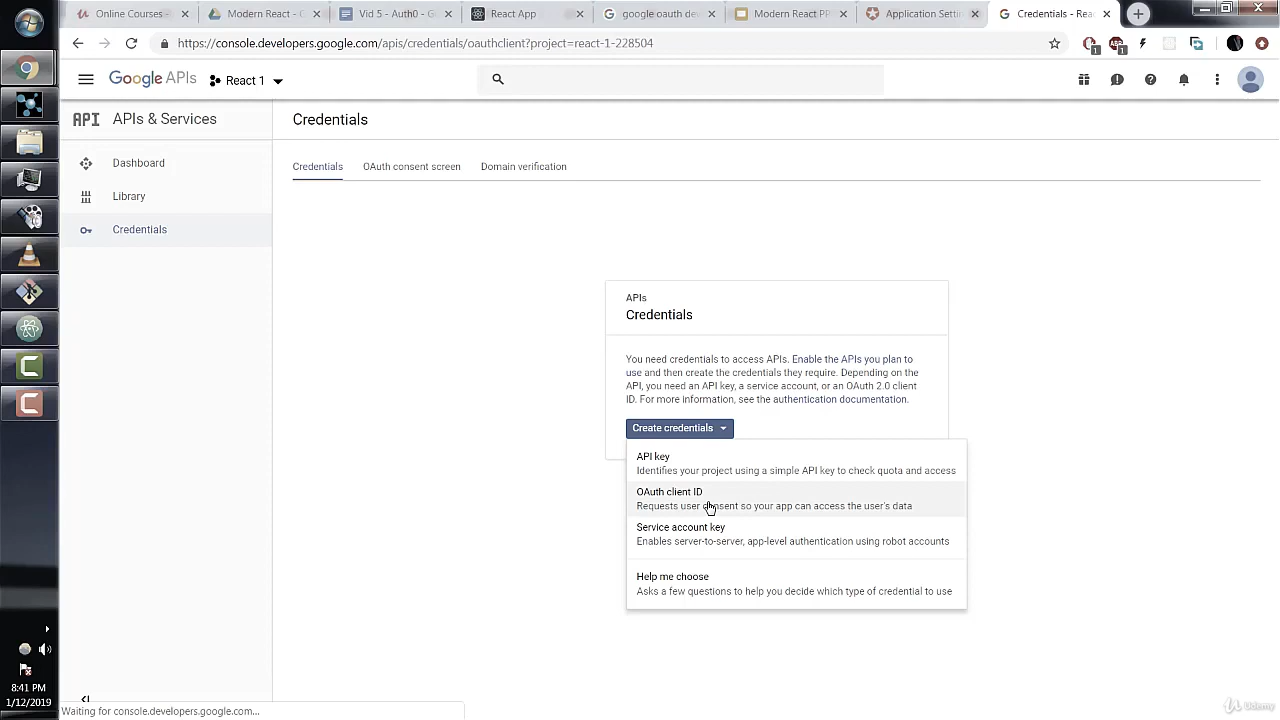 Online Courses -
Modern React - C
Vid 5 - Auth0 - G
React App
google oauth dev
Modern React PP
Application Settin
Credentials - Rea
https://console.developers.google.com/apis/credentials/oauthclient?project=react-1-228504
Google APIs
React 1
API APIs & Services
Credentials
Dashboard
Library
Credentials
Credentials
OAuth consent screen
Domain verification
APIs
Credentials
You need credentials to access APIs. Enable the APIs you plan to
use and then create the credentials they require. Depending on the
API, you need an API key, a service account, or an OAuth 2.0 client
ID. For more information, see the authentication documentation.
Create credentials
API key
Identifies your project using a simple API key to check quota and access
OAuth client ID
Requests user consent so your app can access the user's data
Service account key
Enables server-to-server, app-level authentication using robot accounts
Help me choose
Asks a few questions to help you decide which type of credential to use
8:41 PM
1/12/2019
Waiting for console.developers.google.com...
Udemy